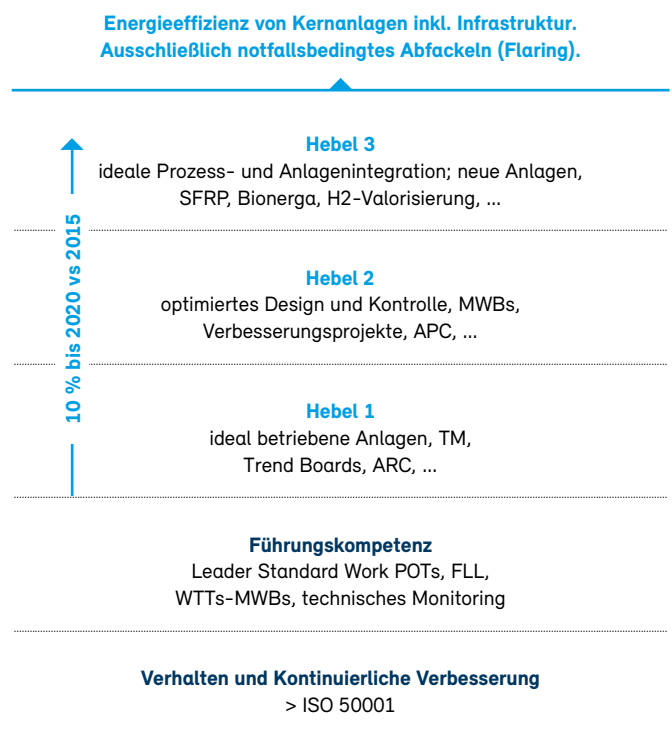 Energieeffizienz von Kernanlagen inkl. Infrastruktur.
Ausschließlich notfallsbedingtes Abfackeln (Flaring).
10 % bis 2020 vs 2015
Hebel 3
ideale Prozess- und Anlagenintegration; neue Anlagen,
SFRP, Bionerga, H2-Valorisierung, ...
Hebel 2
optimiertes Design und Kontrolle, MWBs,
Verbesserungsprojekte, APC, ...
Hebel 1
ideal betriebene Anlagen, TM,
Trend Boards, ARC, ...
Führungskompetenz
Leader Standard Work POTs, FLL,
WTTs-MWBs, technisches Monitoring
Verhalten und Kontinuierliche Verbesserung
> ISO 50001